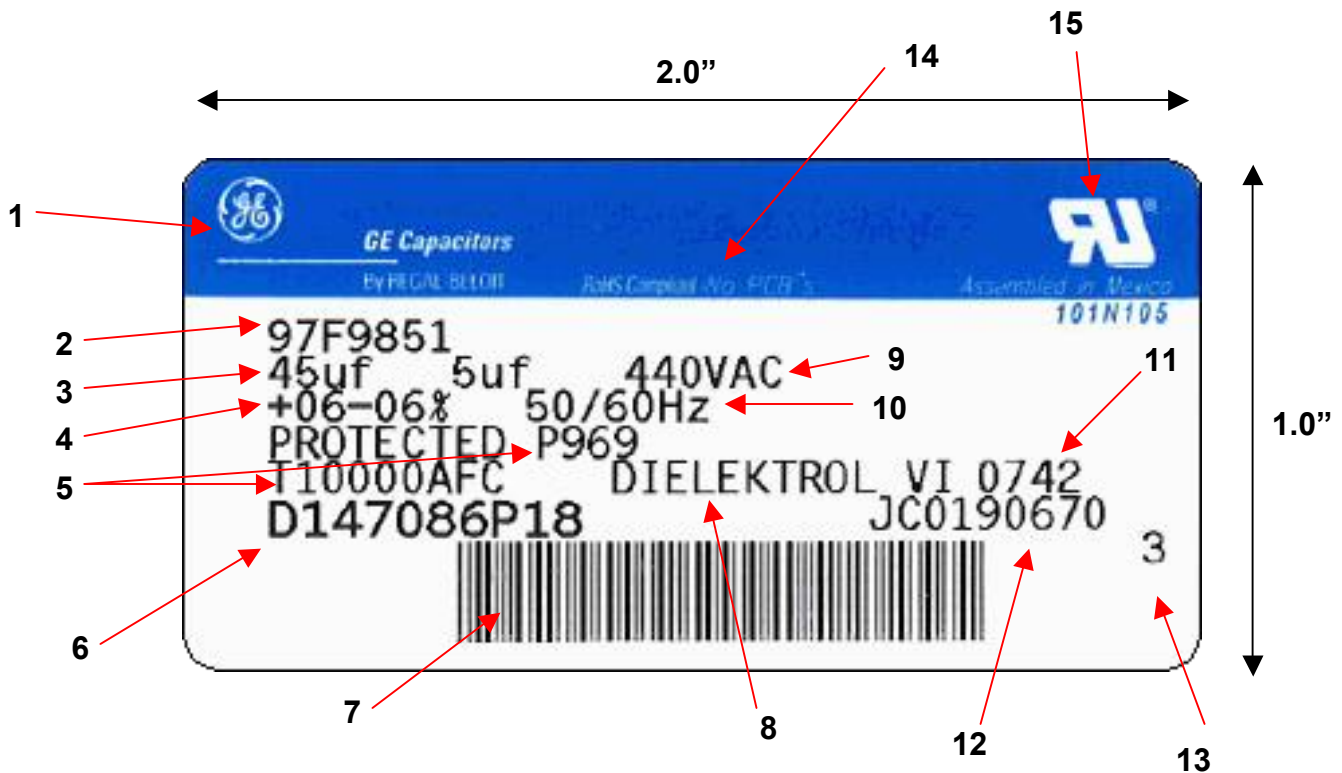 15
14
2.0”
GE
RU®
1
GE Capacitors
By REGAL BELOIT RoHS Compliant No PCB's Assembled in Mexico
101N105
2 97F9851
3 45uf 5uf 440VAC 9 11
4 +06-06% 50/60Hz 10
1.0”
PROTECTED P969
5 T10000AFC DIELEKTROL VI 0742
D147086P18 JC0190670
3
6
7
8
12
13